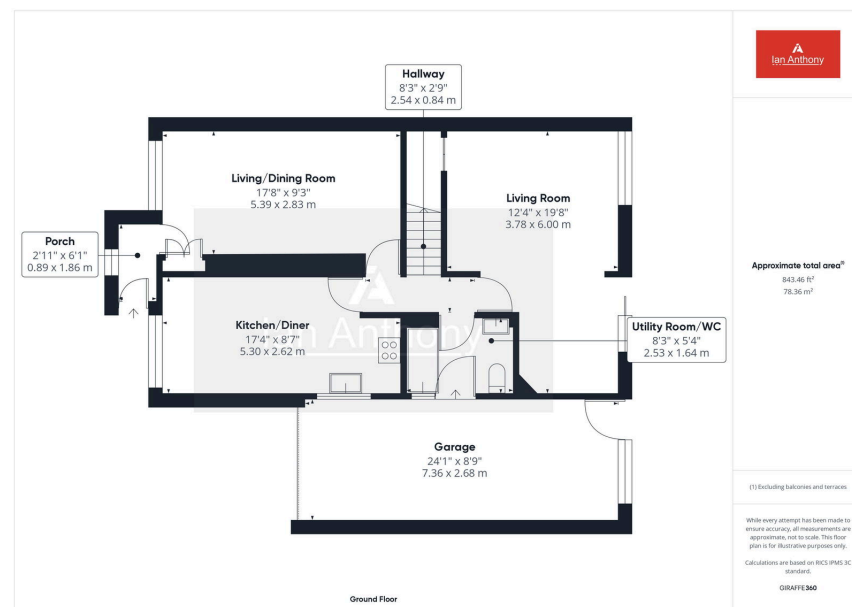 Hallway
8'3" x 2'9"
2.54 x 0.84 m
Living/Dining Room
17'8" x 9'3"
5.39 x 2.83 m
Living Room
12'4" x 19'8"
3.78 x 6.00 m
Porch
2'11" x 6'1"
0.89 x 1.86 m
Kitchen/Diner
17'4" x 8'7"
5.30 x 2.62 m
Utility Room/WC
8'3" x 5'4"
2.53 x 1.64 m
Garage
24'1" x 8'9"
7.36 x 2.68 m
Ian Anthony
Ground Floor
Ian Anthony
Approximate total area⁽¹⁾
843.46 ft²
78.36 m²
(1) Excluding balconies and terraces
While every attempt has been made to
ensure accuracy, all measurements are
approximate, not to scale. This floor
plan is for illustrative purposes only.
Calculations are based on RICS IPMS 3C
standard.
GIRAFFE360